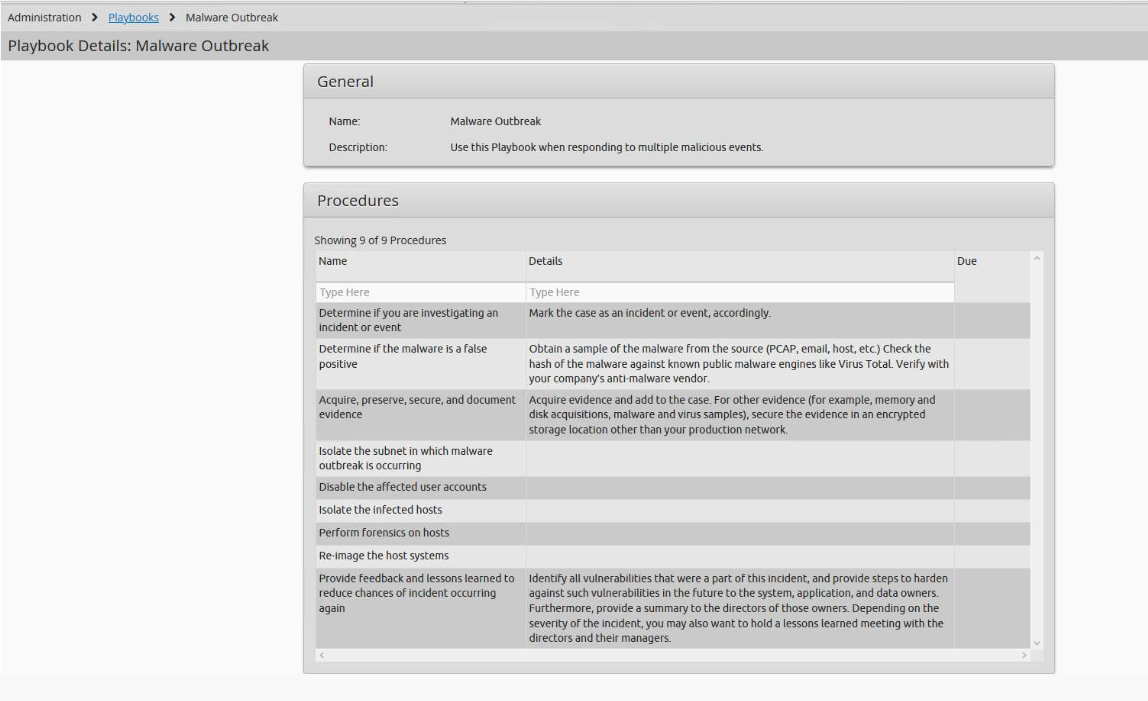 Administration > Playbooks > Malware Outbreak
Playbook Details: Malware Outbreak
General
Name: Malware Outbreak
Description: Use this Playbook when responding to multiple malicious events.
Procedures
Showing 9 of 9 Procedures
Name Details Due
Type Here Type Here
Determine if you are investigating an
incident or event
Mark the case as an incident or event, accordingly.
Determine if the malware is a false
positive
Obtain a sample of the malware from the source (PCAP, email, host, etc.) Check the
hash of the malware against known public malware engines like Virus Total. Verify with
your company's anti-malware vendor.
Acquire, preserve, secure, and document
evidence
Acquire evidence and add to the case. For other evidence (for example, memory and
disk acquisitions, malware and virus samples), secure the evidence in an encrypted
storage location other than your production network.
Isolate the subnet in which malware
outbreak is occurring
Disable the affected user accounts
Isolate the infected hosts
Perform forensics on hosts
Re-image the host systems
Provide feedback and lessons learned to
reduce chances of incident occurring
again
Identify all vulnerabilities that were a part of this incident, and provide steps to harden
against such vulnerabilities in the future to the system, application, and data owners.
Furthermore, provide a summary to the directors of those owners. Depending on the
severity of the incident, you may also want to hold a lessons learned meeting with the
directors and their managers.